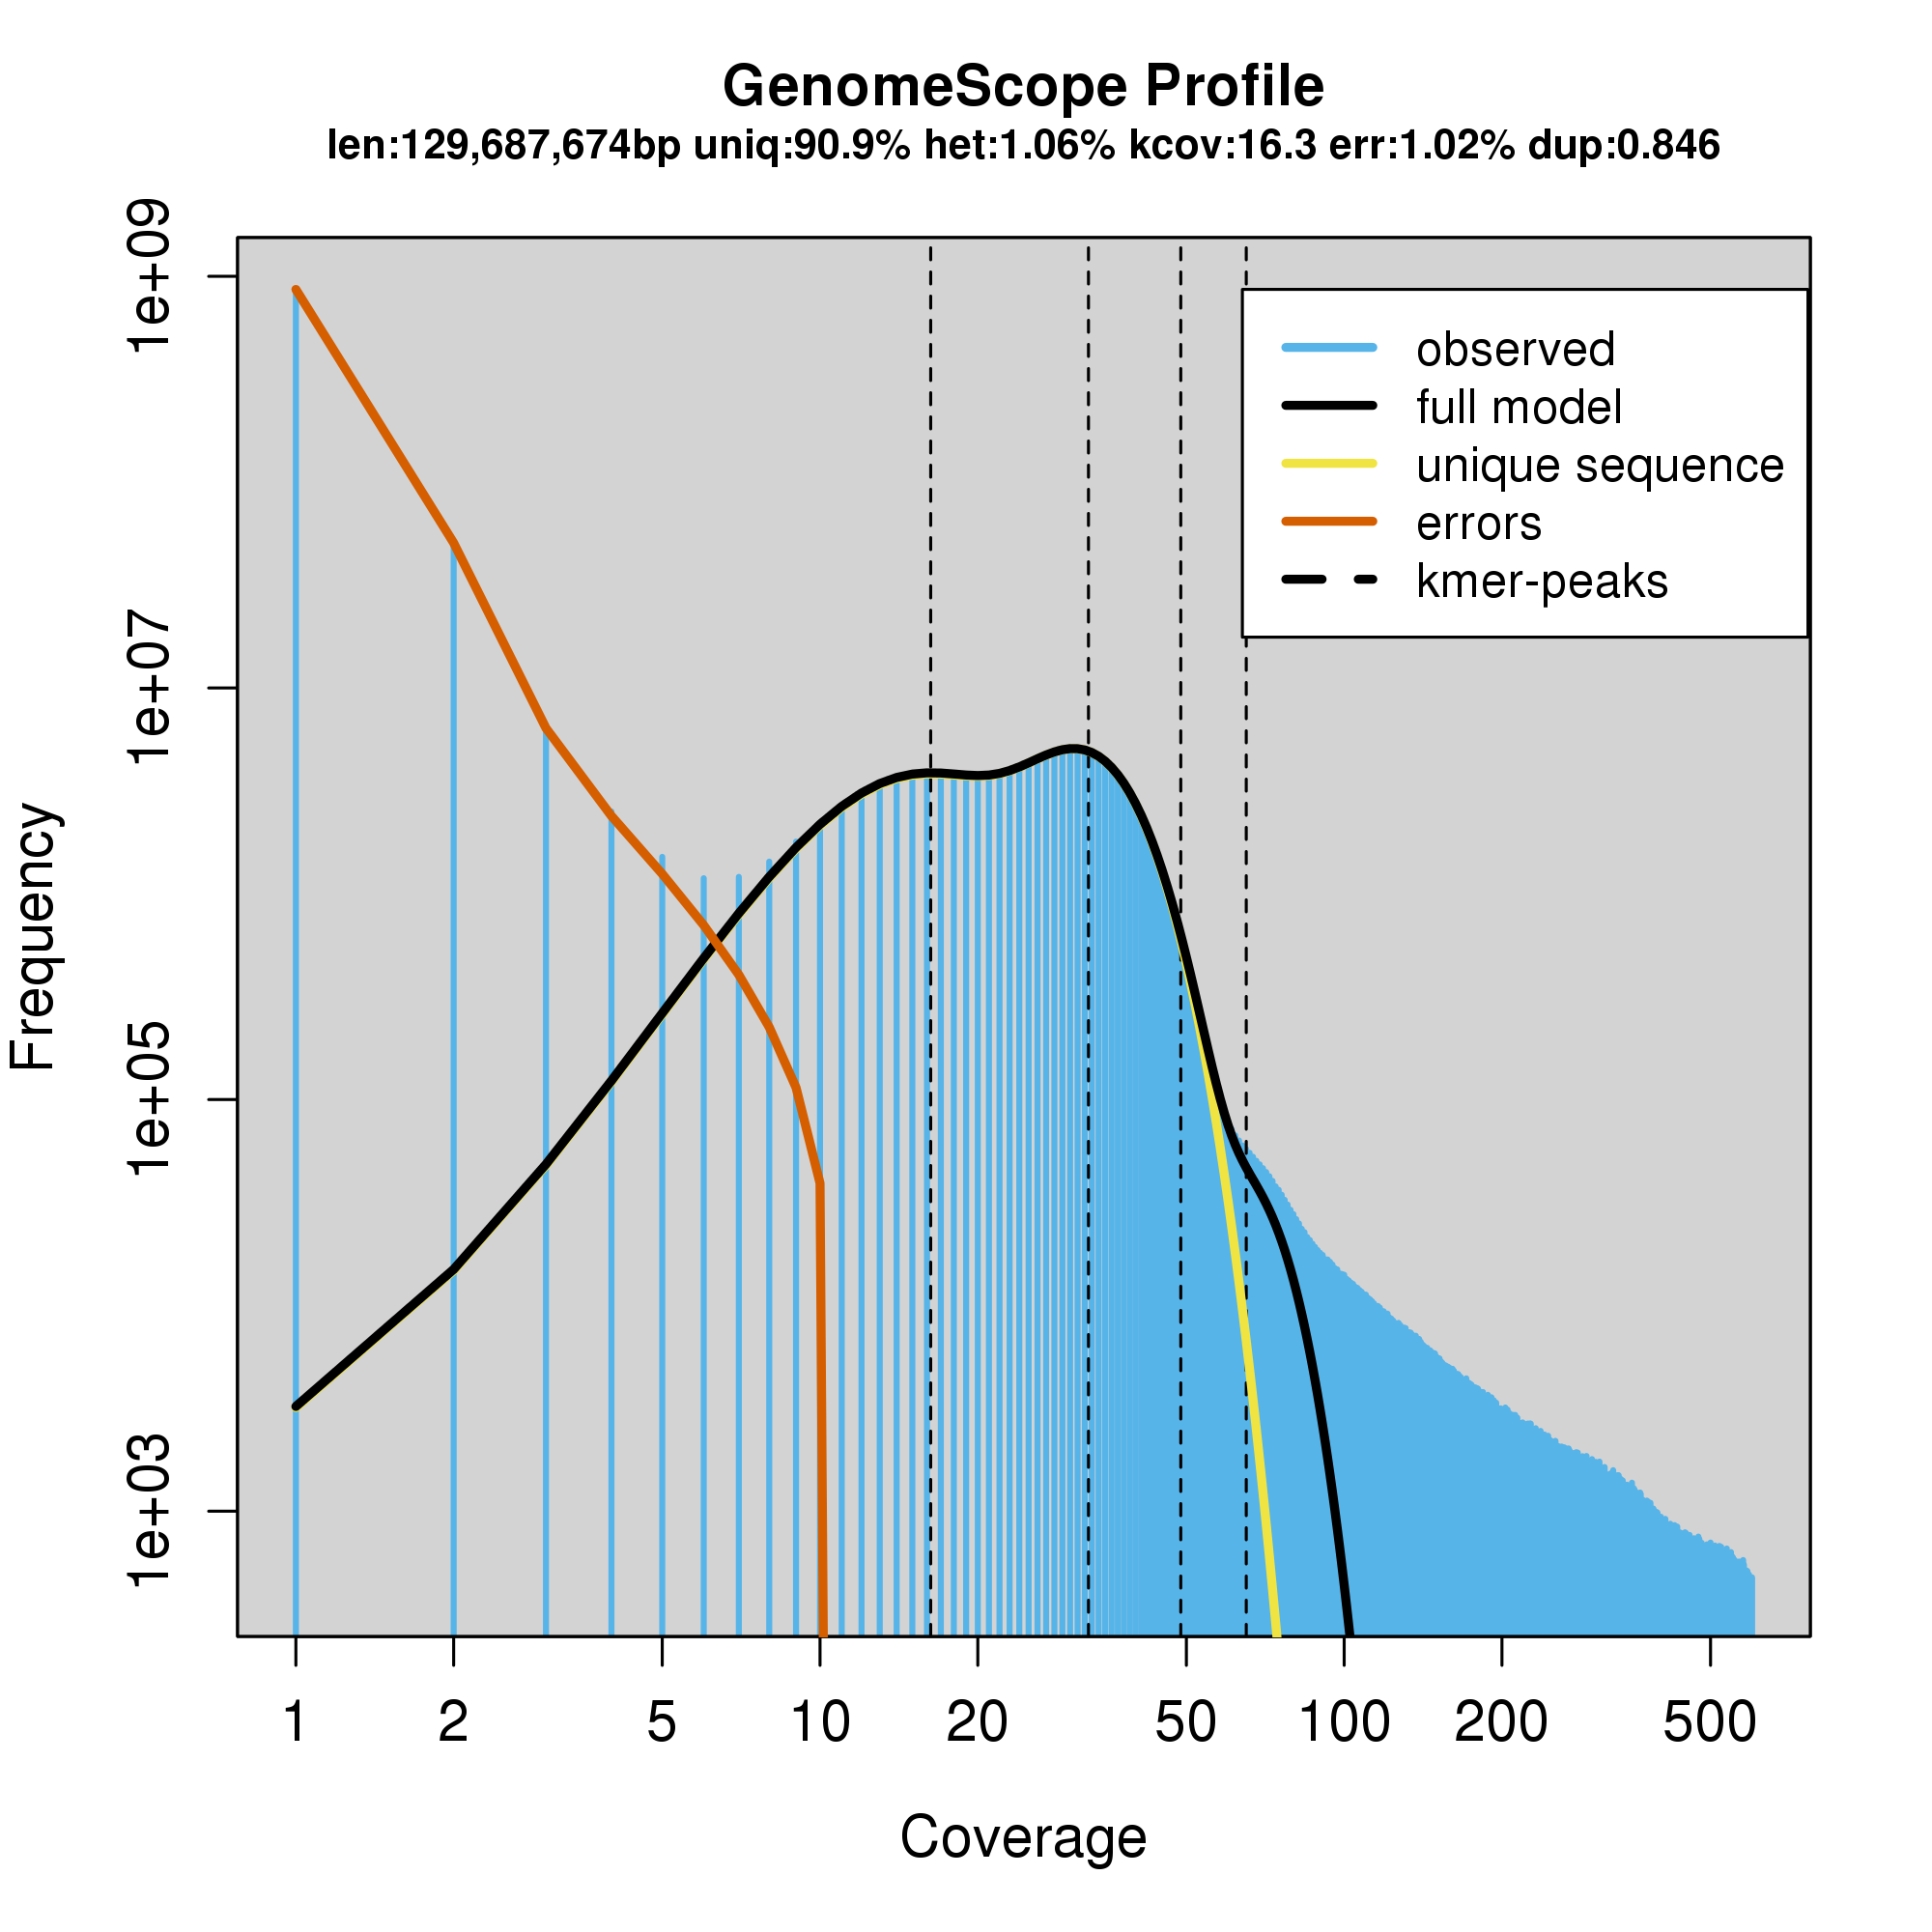 GenomeScope Profile
len:129,687,674bp uniq:90.9% het:1.06% kcov:16.3 err:1.02% dup:0.846
1e+09
1e+07
1e+05
1e+03
Frequency
observed
full model
unique sequence
errors
kmer-peaks
1 2 5 10 20 50 100 200 500
Coverage